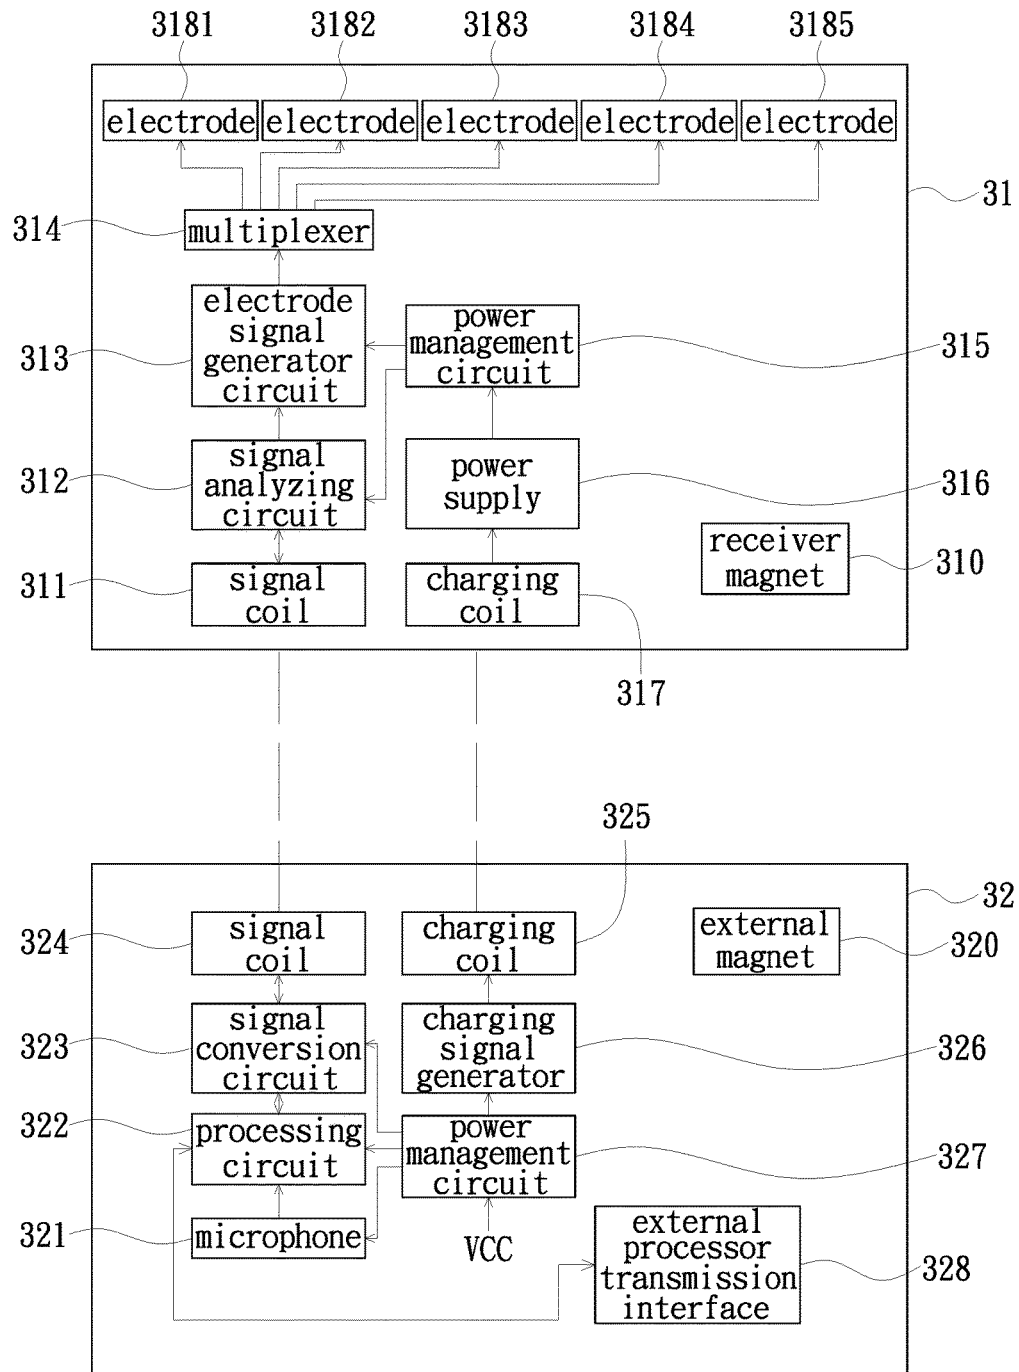 3181 3182 3183 3184 3185
electrode electrode electrode electrode electrode
31
314
multiplexer
electrode
signal
generator
circuit
313
power
management
circuit
315
signal
analyzing
circuit
312
power
supply
316
receiver
magnet
310
311
signal
coil
charging
coil
317
325
32
324
signal
coil
charging
coil
external
magnet
320
323
signal
conversion
circuit
charging
signal
generator
326
322
processing
circuit
power
management
circuit
327
321
microphone
VCC
external
processor
transmission
interface
328